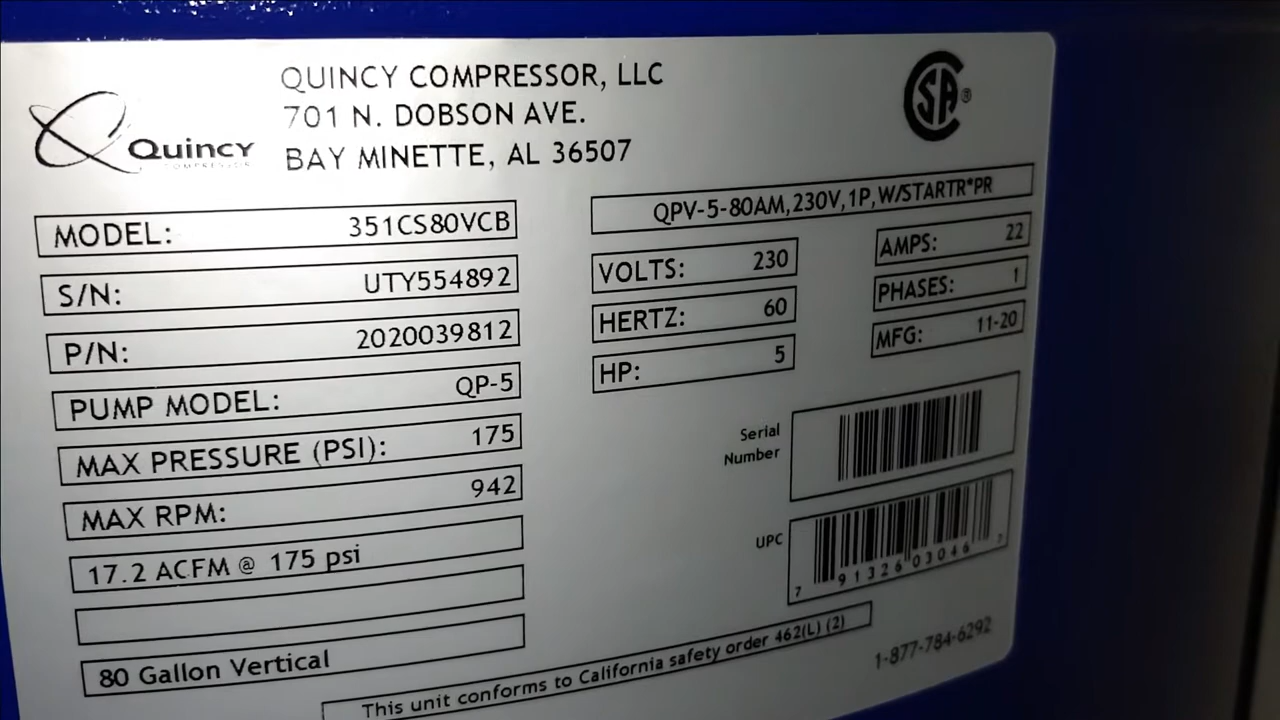 QUINCY COMPRESSOR, LLC
701 N. DOBSON AVE.
BAY MINETTE, AL 36507
Quincy
COMPRESSOR
CSA®
MODEL: 351CS80VCB
S/N: UTY554892
P/N: 2020039812
PUMP MODEL: QP-5
MAX PRESSURE (PSI): 175
MAX RPM: 942
17.2 ACFM @ 175 psi
80 Gallon Vertical
QPV-5-80AM,230V,1P,W/STARTR*PR
VOLTS: 230
AMPS: 22
HERTZ: 60
PHASES: 1
HP: 5
MFG: 11-20
Serial
Number
UPC
7 91326 03046 7
This unit conforms to California safety order 462(L) (2)
1-877-784-6292